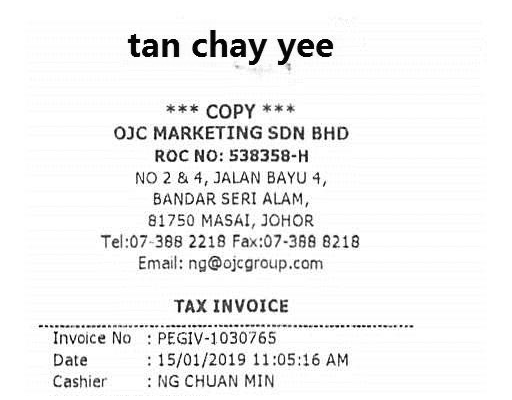 tan chay yee
*** COPY ***
OJC MARKETING SDN BHD
ROC NO: 538358-H
NO 2 & 4, JALAN BAYU 4,
BANDAR SERI ALAM,
81750 MASAI, JOHOR
Tel:07-388 2218 Fax:07-388 8218
Email: ng@ojcgroup.com
TAX INVOICE
Invoice No : PEGIV-1030765
Date : 15/01/2019 11:05:16 AM
Cashier : NG CHUAN MIN